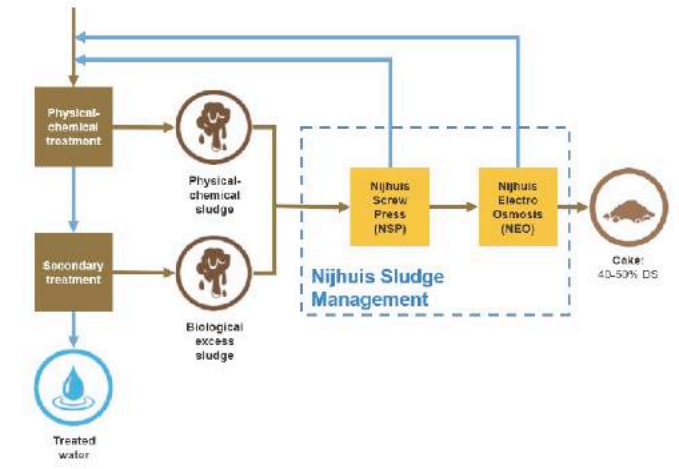 Physical-
chemical
treatment
Physical-
chemical
sludge
Nijhuis
Screw
Press
(NSP)
Nijhuis
Electro
Osmosis
(NEO)
Cake:
40-50% DS
Secondary
treatment
Nijhuis Sludge
Management
Biological
excess
sludge
Treated
water